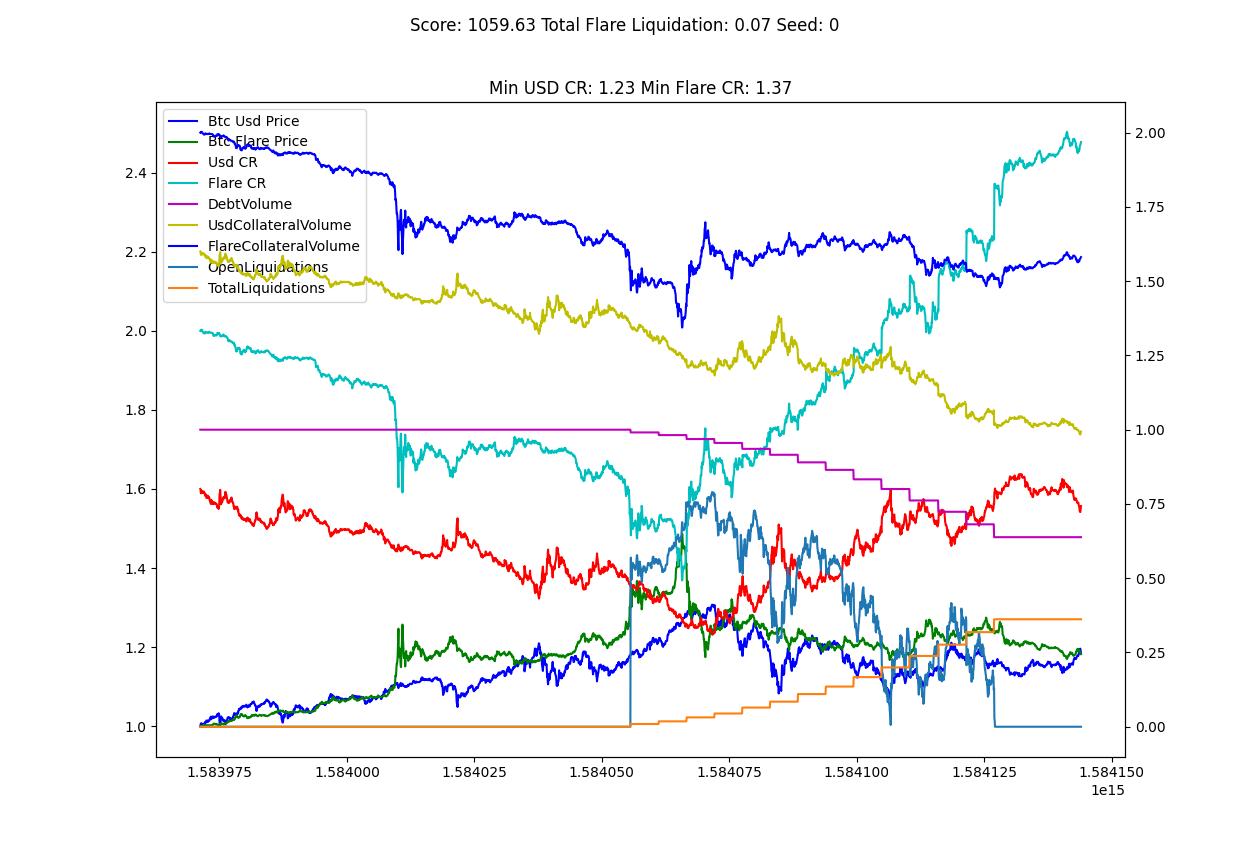 Score: 1059.63 Total Flare Liquidation: 0.07 Seed: 0
Min USD CR: 1.23 Min Flare CR: 1.37
Btc Usd Price
Btc Flare Price
Usd CR
Flare CR
DebtVolume
UsdCollateralVolume
FlareCollateralVolume
OpenLiquidations
TotalLiquidations
2.4
2.2
2.0
1.8
1.6
1.4
1.2
1.0
2.00
1.75
1.50
1.25
1.00
0.75
0.50
0.25
0.00
1.583975 1.584000 1.584025 1.584050 1.584075 1.584100 1.584125 1.584150
1e15